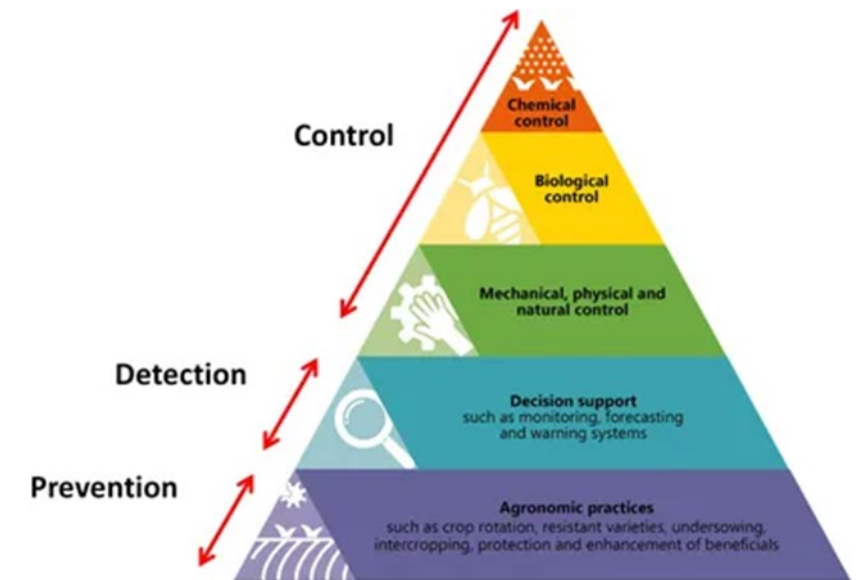 Control
Chemical
control
Biological
control
Mechanical, physical and
natural control
Detection
Decision support
such as monitoring, forecasting
and warning systems
Prevention
Agronomic practices
such as crop rotation, resistant varieties, undersowing,
intercropping, protection and enhancement of beneficials